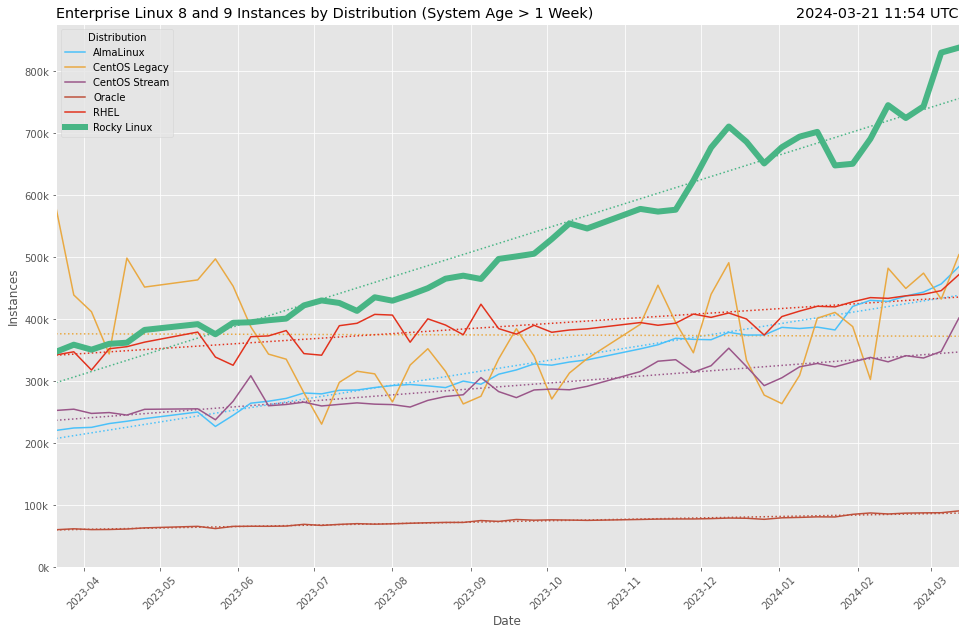 Enterprise Linux 8 and 9 Instances by Distribution (System Age > 1 Week)
2024-03-21 11:54 UTC
Distribution
AlmaLinux
CentOS Legacy
CentOS Stream
Oracle
RHEL
Rocky Linux
800k
700k
600k
500k
400k
300k
200k
100k
0k
Instances
2023-04
2023-05
2023-06
2023-07
2023-08
2023-09
2023-10
2023-11
2023-12
2024-01
2024-02
2024-03
Date